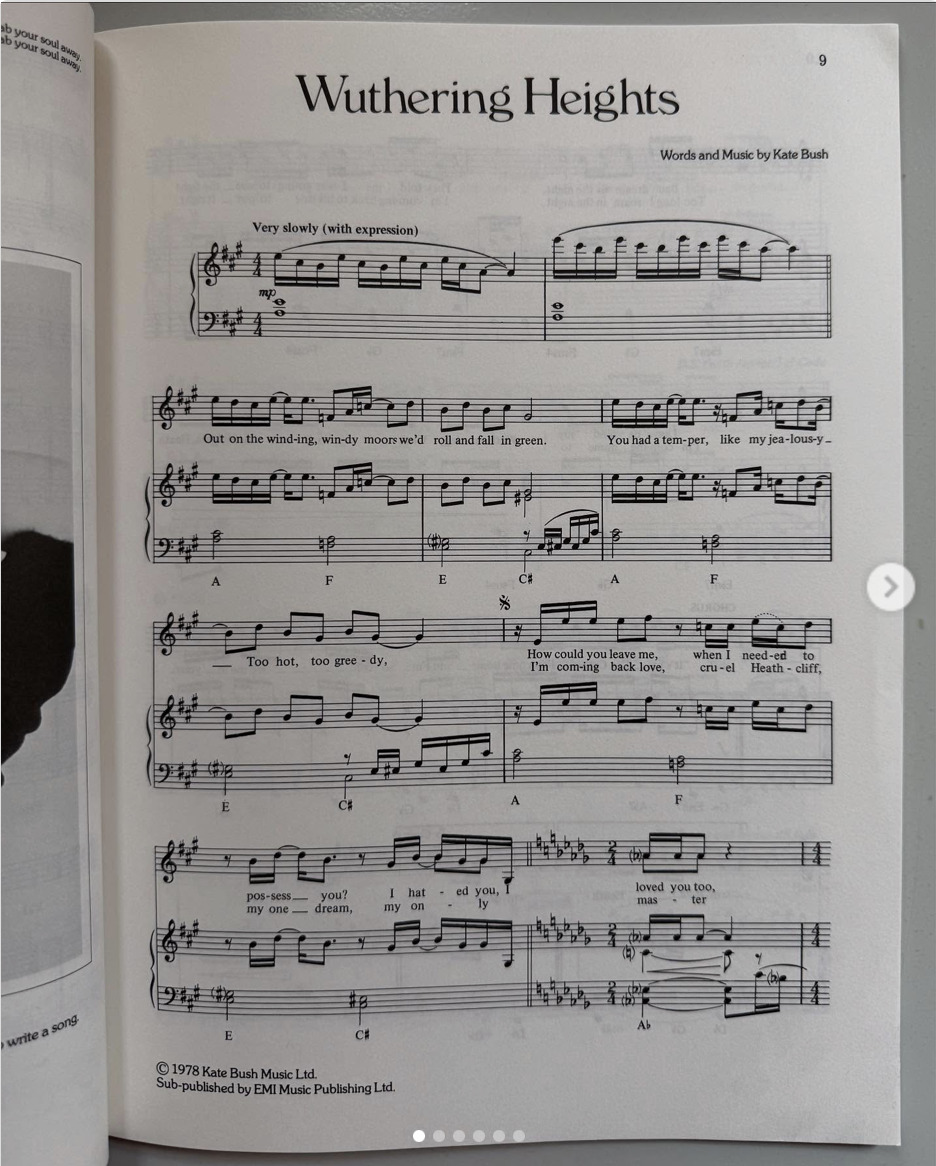 ab your soul away.
ab your soul away.
9
Wuthering Heights
Words and Music by Kate Bush
Very slowly (with expression)
mp
Out on the wind-ing, win-dy moors we'd roll and fall in green. You had a tem-per, like my jea-lous-y
A F E C# A F
Too hot, too gree - dy, How could you leave me, when I need-ed to
I'm com-ing back love, cru-el Heath - cliff,
E C# A F
pos-sess you? I hat - ed you, I loved you too,
my one dream, my on - ly mas - ter
E C# A♭
write a song.
© 1978 Kate Bush Music Ltd.
Sub-published by EMI Music Publishing Ltd.